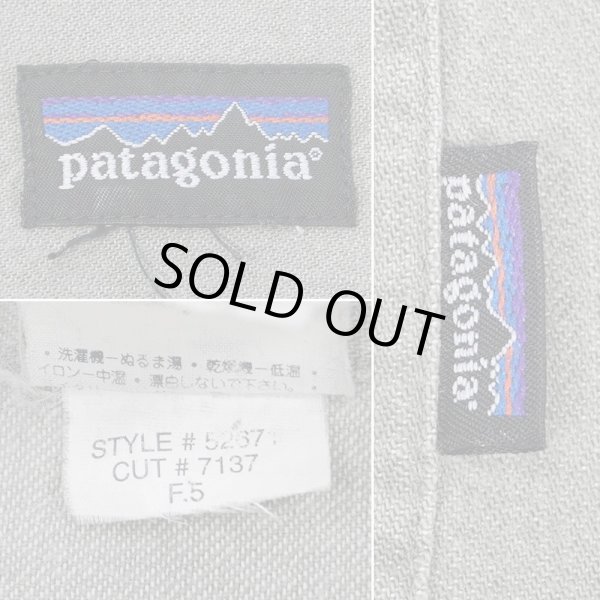 patagonia®
patagonia®
SOLD OUT
・洗濯機ーぬるま湯 ・乾燥機ー低温
イロンー中温 ・漂白しないで下さい。
STYLE # 52671
CUT # 7137
F.5